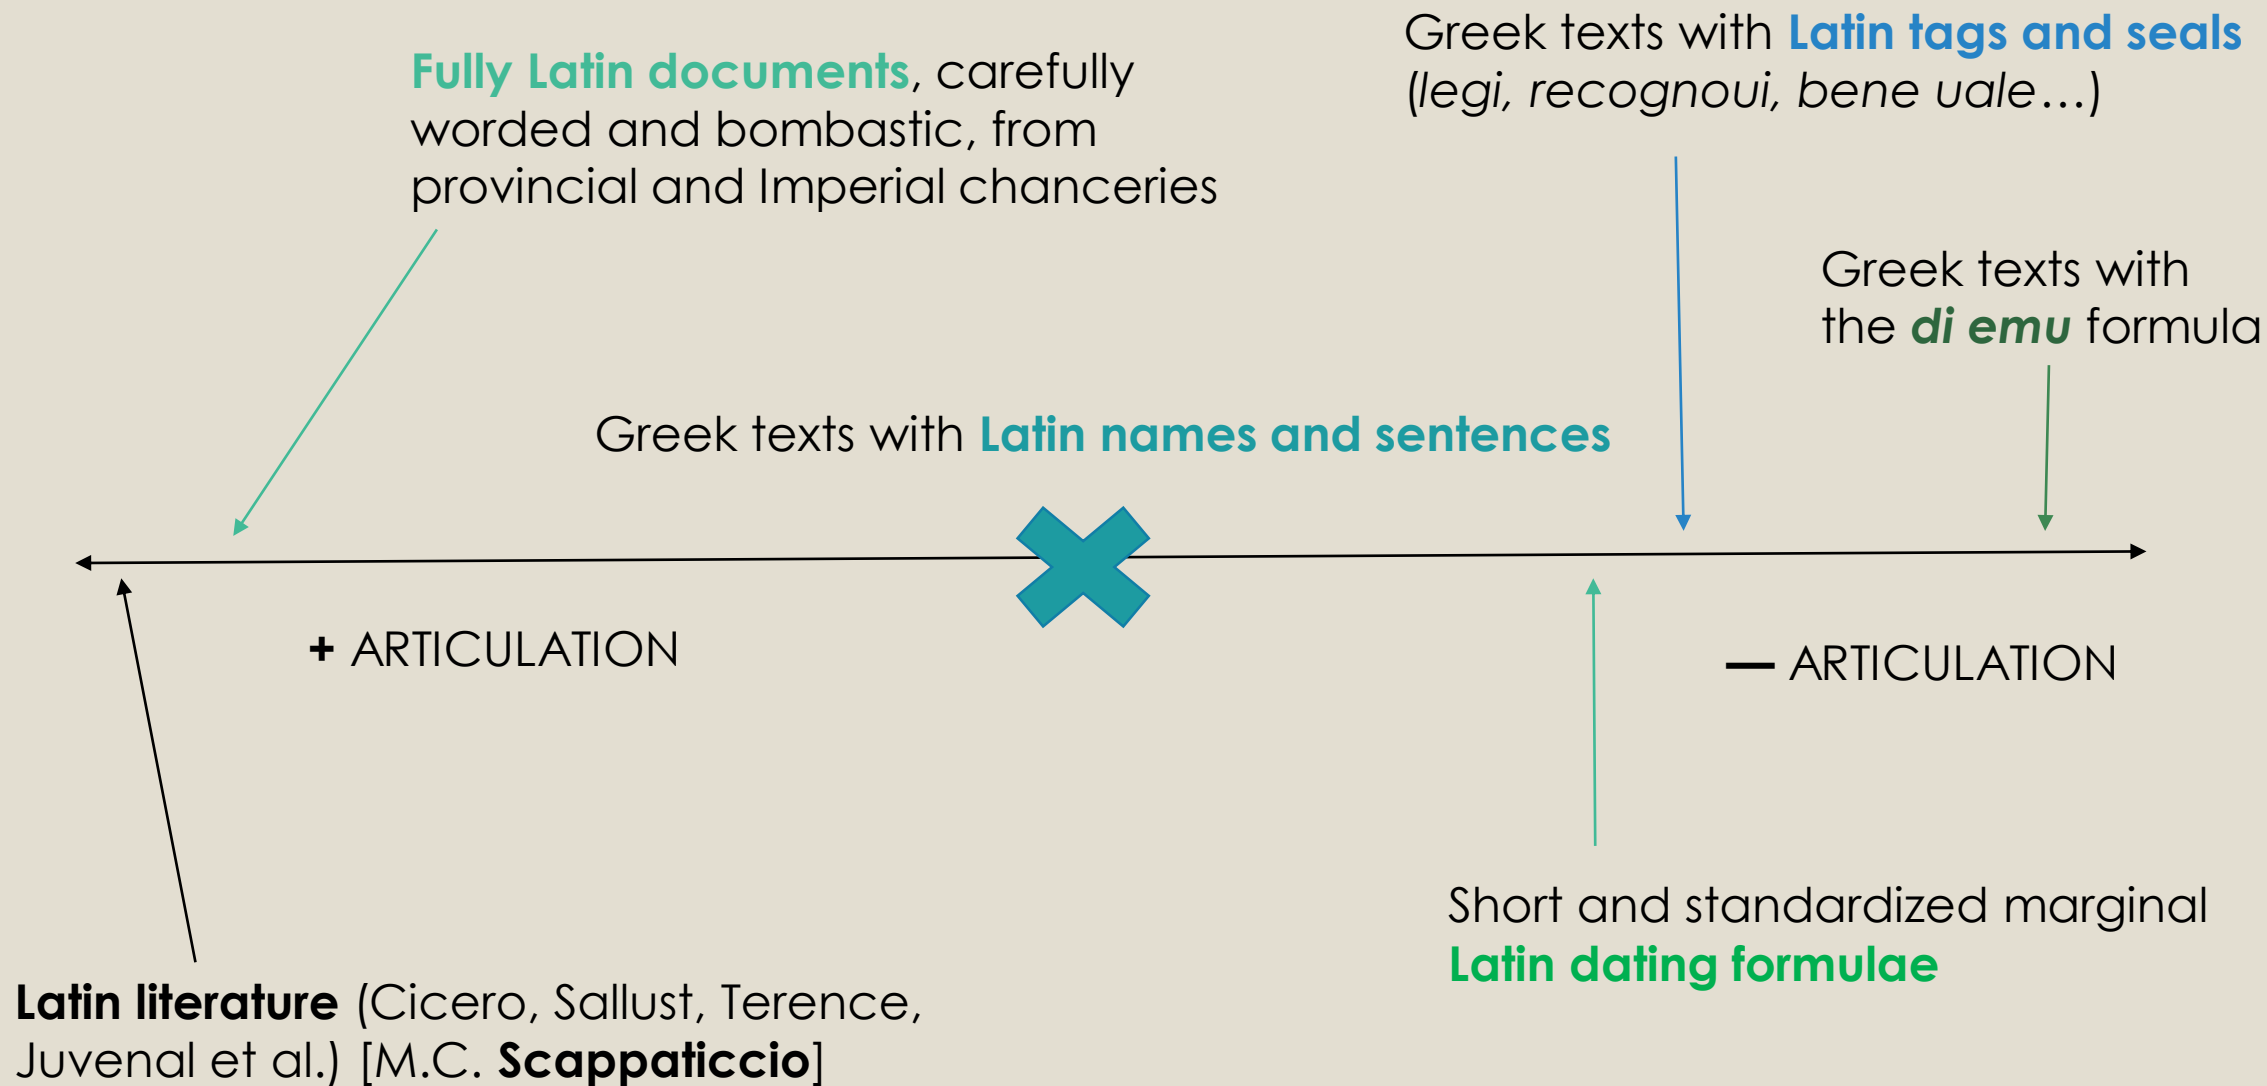 Fully Latin documents, carefully
worded and bombastic, from
provincial and Imperial chanceries
Greek texts with Latin tags and seals
(legi, recognoui, bene uale…)
Greek texts with
the di emu formula
Greek texts with Latin names and sentences
+ ARTICULATION
— ARTICULATION
Short and standardized marginal
Latin dating formulae
Latin literature (Cicero, Sallust, Terence,
Juvenal et al.) [M.C. Scappaticcio]